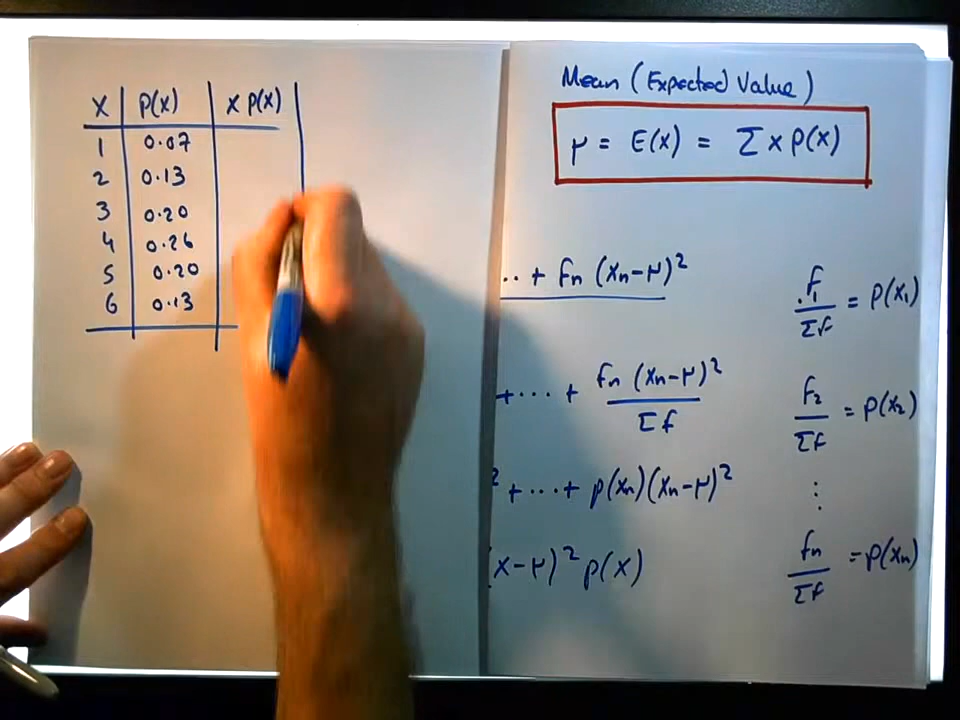 x p(x) x p(x)
1 0.07
2 0.13
3 0.20
4 0.26
5 0.20
6 0.13
Mean (Expected Value)
μ = E(x) = Σ x p(x)
.. + fn (xn-μ)²
f1/Σf = p(x1)
+ ... + fn (xn-μ)²/Σf
f2/Σf = p(x2)
² + ... + p(xn)(xn-μ)²
⋮
(x-μ)² p(x)
fn/Σf = p(xn)